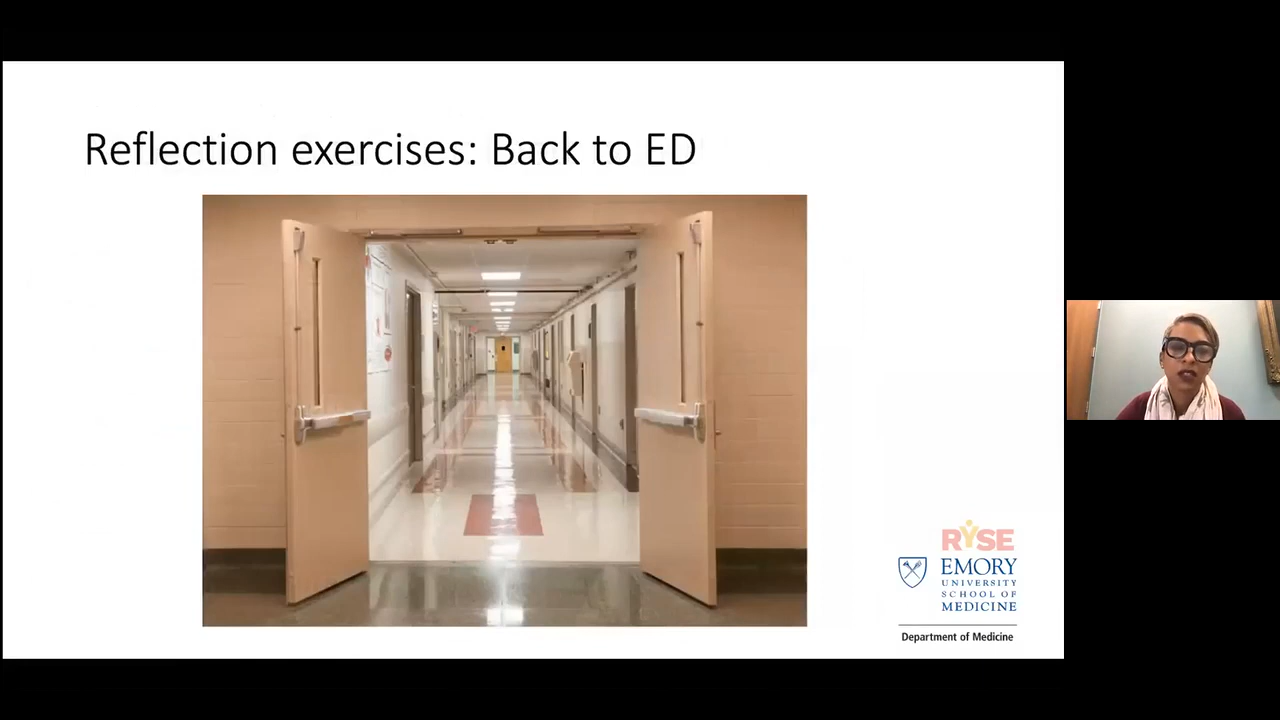 Reflection exercises: Back to ED
RYSE
EMORY
UNIVERSITY
SCHOOL OF
MEDICINE
Department of Medicine